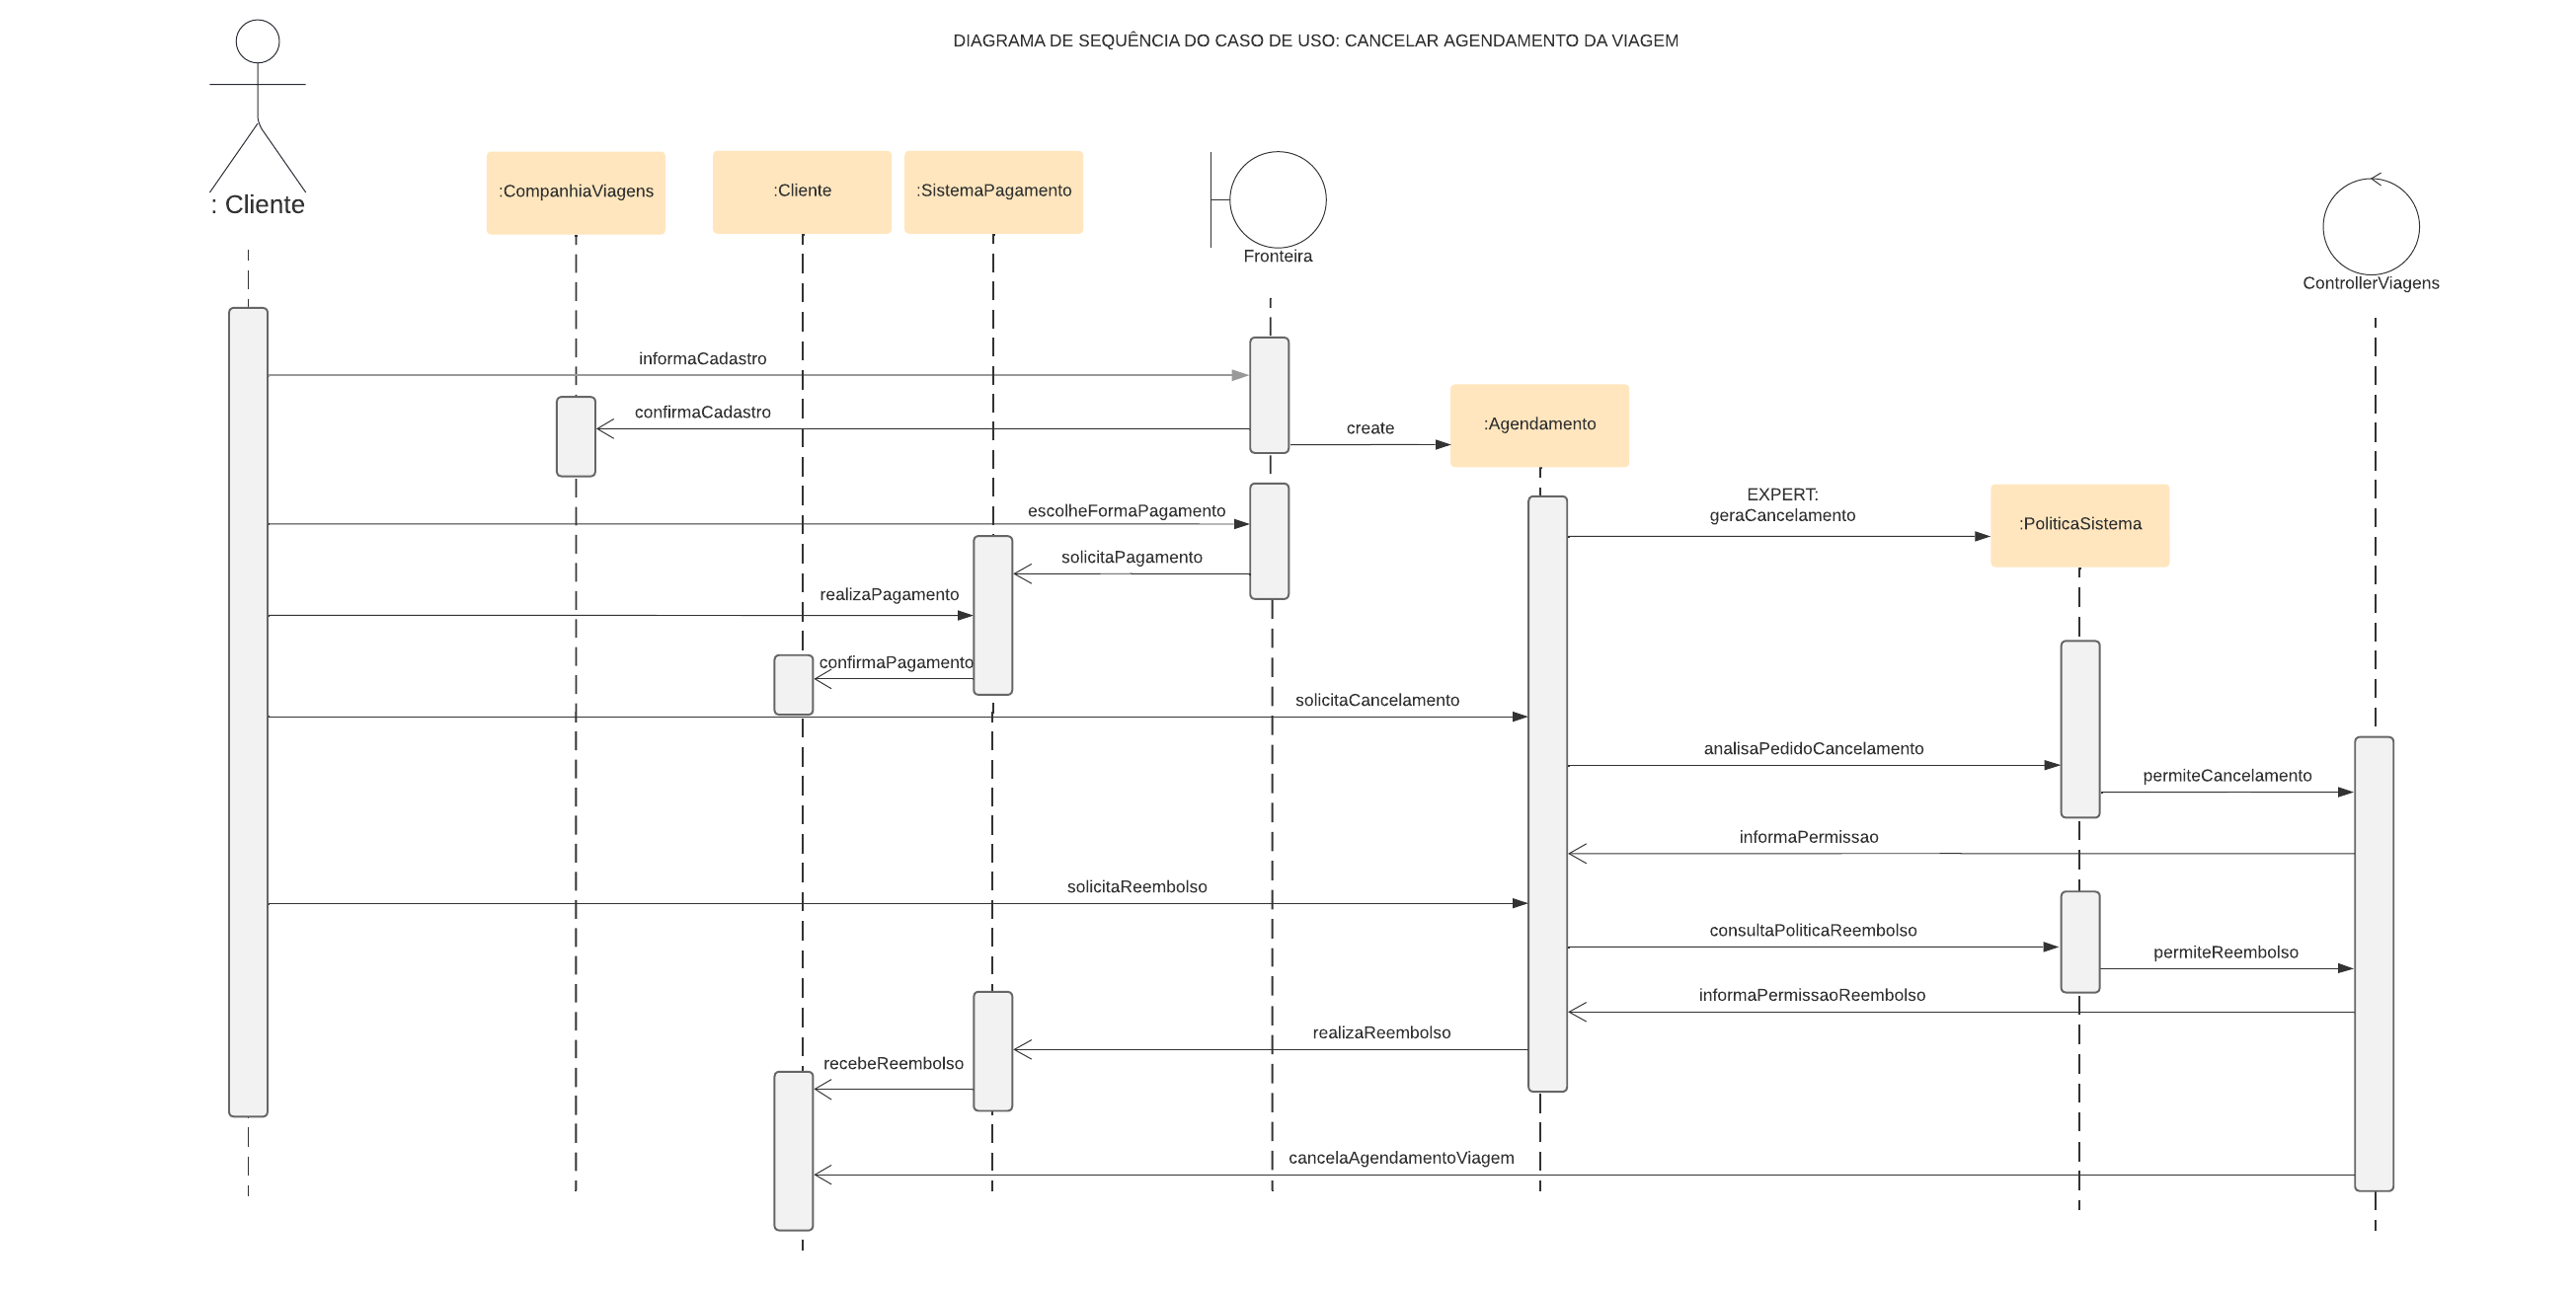 DIAGRAMA DE SEQUÊNCIA DO CASO DE USO: CANCELAR AGENDAMENTO DA VIAGEM
: Cliente
:CompanhiaViagens
:Cliente
:SistemaPagamento
Fronteira
ControllerViagens
informaCadastro
confirmaCadastro
create
:Agendamento
EXPERT:
geraCancelamento
:PoliticaSistema
escolheFormaPagamento
solicitaPagamento
realizaPagamento
confirmaPagamento
solicitaCancelamento
analisaPedidoCancelamento
permiteCancelamento
informaPermissao
solicitaReembolso
consultaPoliticaReembolso
permiteReembolso
informaPermissaoReembolso
realizaReembolso
recebeReembolso
cancelaAgendamentoViagem